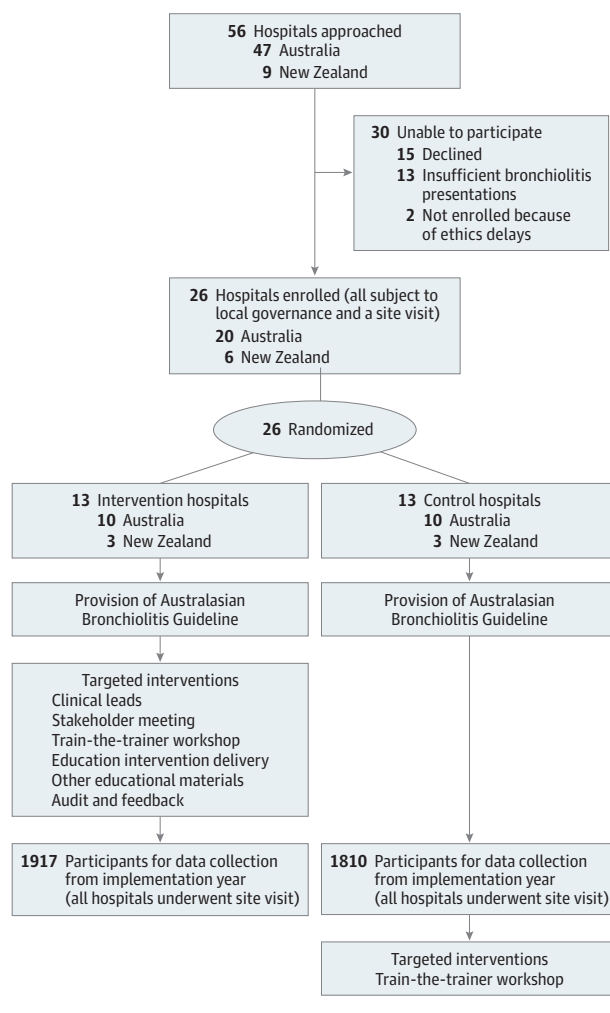 56 Hospitals approached
47 Australia
9 New Zealand
30 Unable to participate
15 Declined
13 Insufficient bronchiolitis
presentations
2 Not enrolled because
of ethics delays
26 Hospitals enrolled (all subject to
local governance and a site visit)
20 Australia
6 New Zealand
26 Randomized
13 Intervention hospitals
10 Australia
3 New Zealand
13 Control hospitals
10 Australia
3 New Zealand
Provision of Australasian
Bronchiolitis Guideline
Provision of Australasian
Bronchiolitis Guideline
Targeted interventions
Clinical leads
Stakeholder meeting
Train-the-trainer workshop
Education intervention delivery
Other educational materials
Audit and feedback
1917 Participants for data collection
from implementation year
(all hospitals underwent site visit)
1810 Participants for data collection
from implementation year
(all hospitals underwent site visit)
Targeted interventions
Train-the-trainer workshop